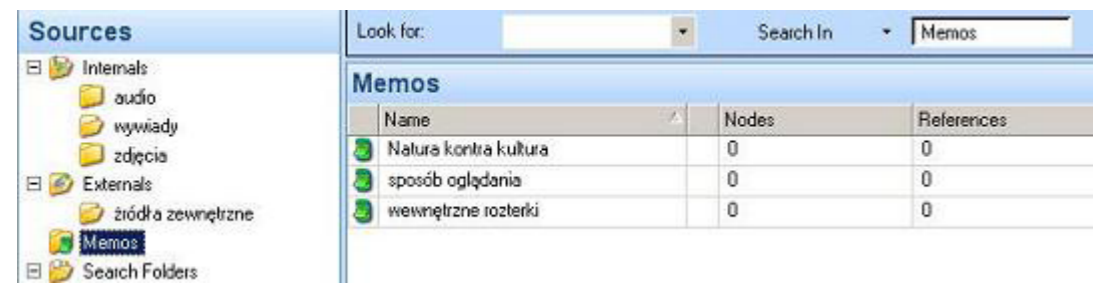 Sources
Internals
audio
wywiady
zdjęcia
Externals
źródła zewnętrzne
Memos
Search Folders
Look for: Search In Memos
Memos
Name Nodes References
Natura kontra kultura 0 0
sposób oglądania 0 0
wewnętrzne rozterki 0 0